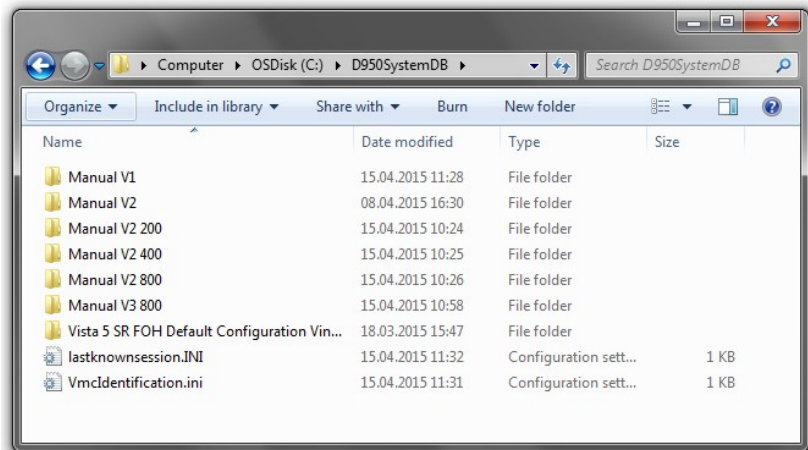 Computer OSDisk (C:) D950SystemDB Search D950SystemDB
Organize Include in library Share with Burn New folder
Name Date modified Type Size
Manual V1 15.04.2015 11:28 File folder
Manual V2 08.04.2015 16:30 File folder
Manual V2 200 15.04.2015 10:24 File folder
Manual V2 400 15.04.2015 10:25 File folder
Manual V2 800 15.04.2015 10:26 File folder
Manual V3 800 15.04.2015 10:58 File folder
Vista 5 SR FOH Default Configuration Vin... 18.03.2015 15:47 File folder
lastknownsession.INI 15.04.2015 11:32 Configuration sett... 1 KB
VmcIdentification.ini 15.04.2015 11:31 Configuration sett... 1 KB